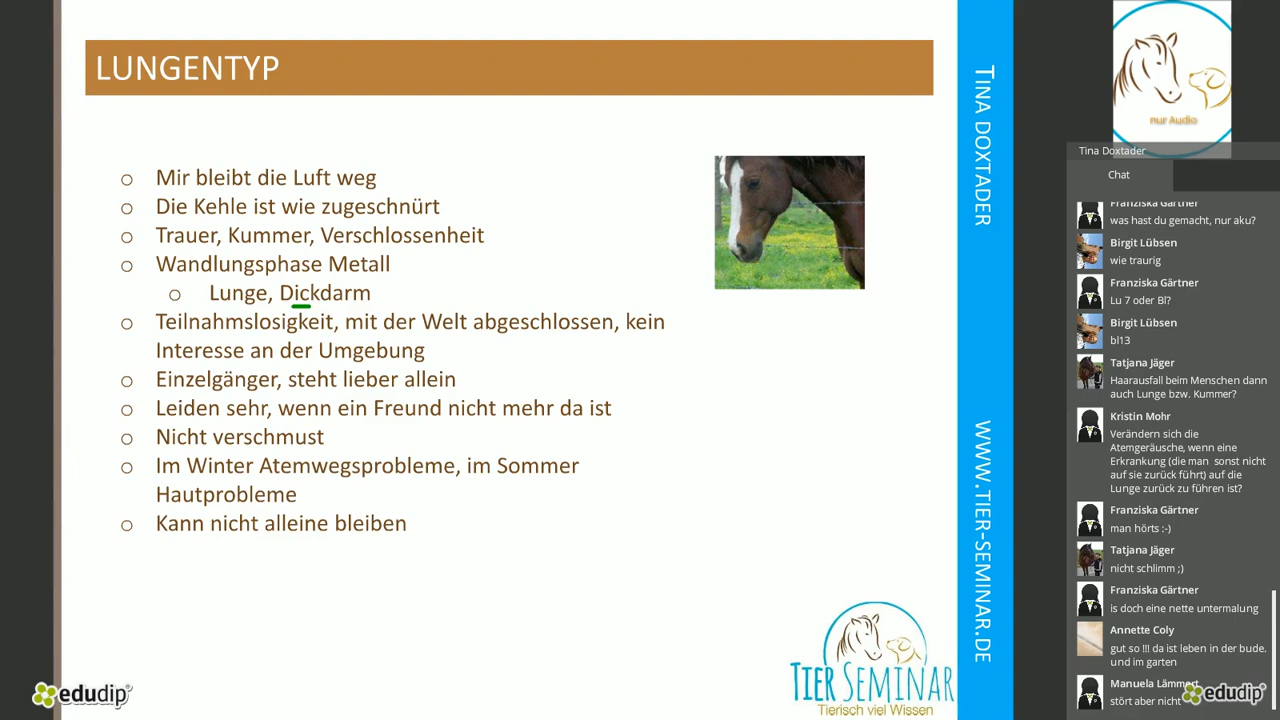 LUNGENTYP
Mir bleibt die Luft weg
Die Kehle ist wie zugeschnürt
Trauer, Kummer, Verschlossenheit
Wandlungsphase Metall
Lunge, Dickdarm
Teilnahmslosigkeit, mit der Welt abgeschlossen, kein
Interesse an der Umgebung
Einzelgänger, steht lieber allein
Leiden sehr, wenn ein Freund nicht mehr da ist
Nicht verschmust
Im Winter Atemwegsprobleme, im Sommer
Hautprobleme
Kann nicht alleine bleiben
TIER SEMINAR
Tierisch viel Wissen
edudip
TINA DOXTADER
WWW.TIER-SEMINAR.DE
nur Audio
Tina Doxtader
Chat
Franziska Gärtner
was hast du gemacht, nur aku?
Birgit Lübsen
wie traurig
Franziska Gärtner
Lu 7 oder Bl?
Birgit Lübsen
bl13
Tatjana Jäger
Haarausfall beim Menschen dann
auch Lunge bzw. Kummer?
Kristin Mohr
Verändern sich die
Atemgeräusche, wenn eine
Erkrankung (die man sonst nicht
auf sie zurück führt) auf die
Lunge zurück zu führen ist?
Franziska Gärtner
man hörts :-)
Tatjana Jäger
nicht schlimm ;)
Franziska Gärtner
is doch eine nette untermalung
Annette Coly
gut so !!! da ist leben in der bude.
und im garten
Manuela Lämmert
stört aber nicht
edudip